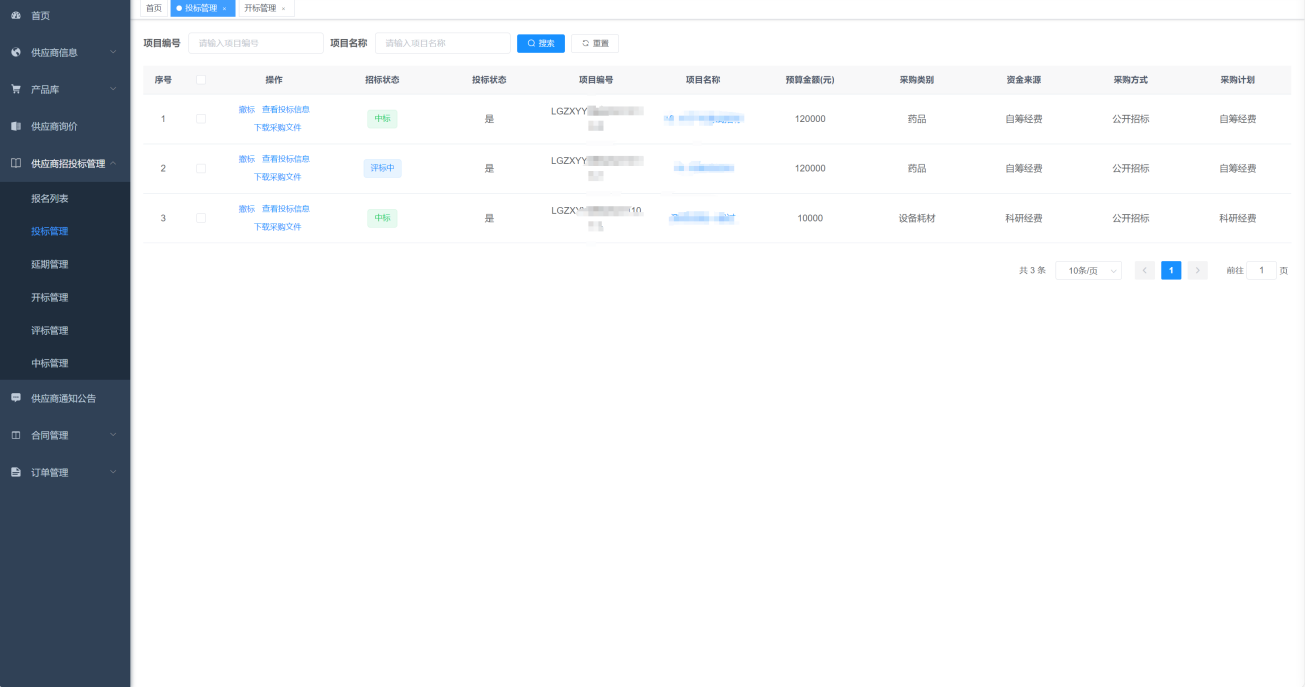 首页
供应商信息
产品库
供应商询价
供应商招投标管理
报名列表
投标管理
延期管理
开标管理
评标管理
中标管理
供应商通知公告
合同管理
订单管理
首页 投标管理 × 开标管理 ×
项目编号 请输入项目编号 项目名称 请输入项目名称 搜索 重置
序号 操作 招标状态 投标状态 项目编号 项目名称 预算金额(元) 采购类别 资金来源 采购方式 采购计划
1 撤标 查看投标信息 下载采购文件 中标 是 LGZXYY 120000 药品 自筹经费 公开招标 自筹经费
2 撤标 查看投标信息 下载采购文件 评标中 是 LGZXYY 120000 药品 自筹经费 公开招标 自筹经费
3 撤标 查看投标信息 下载采购文件 中标 是 LGZX 10 10000 设备耗材 科研经费 公开招标 科研经费
共 3 条 10条/页 1 前往 1 页